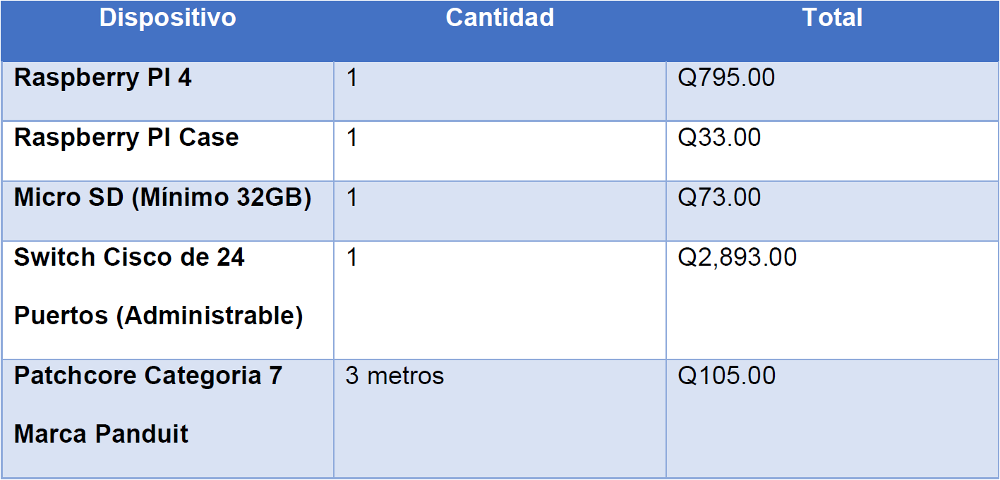 Dispositivo Cantidad Total
Raspberry PI 4 1 Q795.00
Raspberry PI Case 1 Q33.00
Micro SD (Mínimo 32GB) 1 Q73.00
Switch Cisco de 24 1 Q2,893.00
Puertos (Administrable)
Patchcore Categoria 7 3 metros Q105.00
Marca Panduit